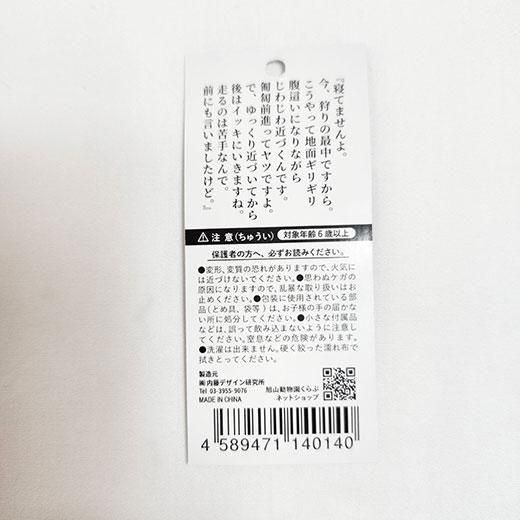 『寝てませんよ。
今、狩りの最中ですから。
こうやって地面ギリギリ
腹這いになりながら
じわじわ近づくんです。
匍匐前進ってヤツですよ。
で、ゆっくり近づいてから
後はイッキにいきますね。
走るのは苦手なんで。
前にも言いましたけど。』
⚠注 意(ちゅうい) 対象年齢6歳以上
保護者の方へ、必ずお読みください。
●変形、変質の恐れがありますので、火気に
は近づけないでください。●思わぬケガの
原因になりますので、乱暴な取り扱いはお
止めください。●包装に使用されている部
品(とめ具、袋等)は、お子様の手の届かな
い所に処分してください。●小さな付属品
などは、誤って飲み込まないように注意し
てください。窒息などの危険があります。
●洗濯は出来ません。硬く絞った濡れ布で
拭きとってください。
製造元
㈲内藤デザイン研究所
Tel 03-3955-9076
MADE IN CHINA
旭山動物園くらぶ
ネットショップ
4 589471 140140